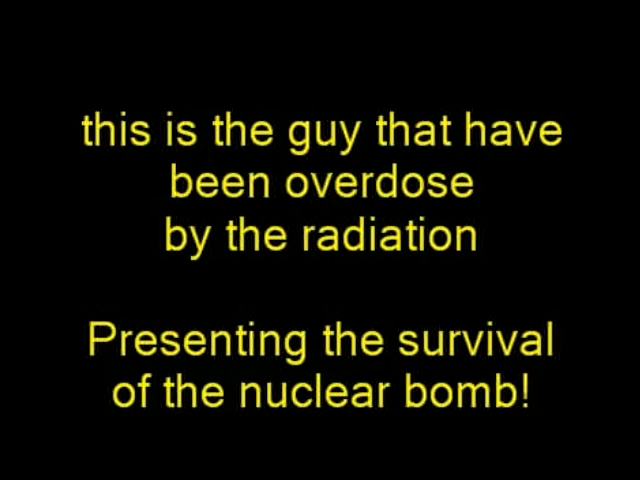 this is the guy that have
been overdose
by the radiation
Presenting the survival
of the nuclear bomb!